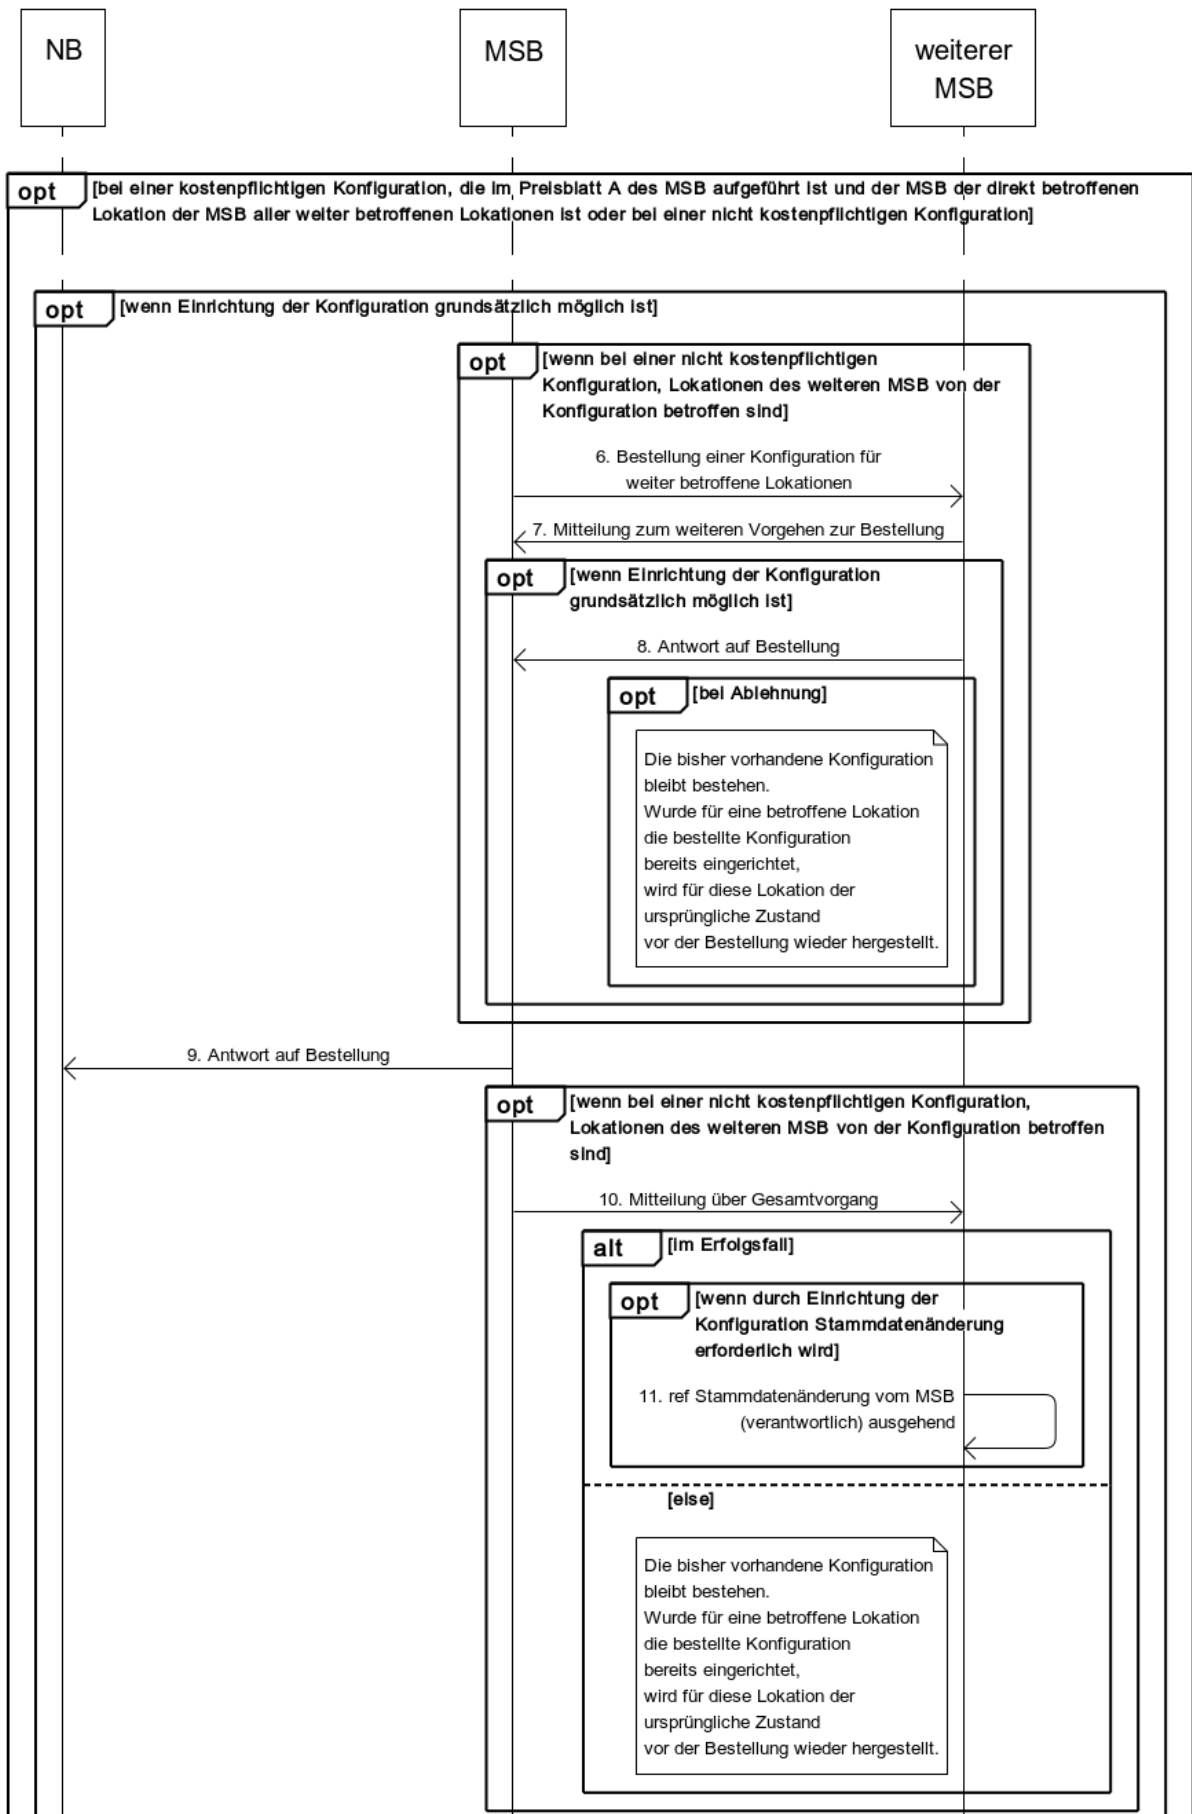 NB
MSB
weiterer
MSB
opt
[bei einer kostenpflichtigen Konfiguration, die im Preisblatt A des MSB aufgeführt ist und der MSB der direkt betroffenen
Lokation der MSB aller weiter betroffenen Lokationen ist oder bei einer nicht kostenpflichtigen Konfiguration]
opt
[wenn Einrichtung der Konfiguration grundsätzlich möglich ist]
opt
[wenn bei einer nicht kostenpflichtigen
Konfiguration, Lokationen des weiteren MSB von der
Konfiguration betroffen sind]
6. Bestellung einer Konfiguration für
weiter betroffene Lokationen
7. Mitteilung zum weiteren Vorgehen zur Bestellung
opt
[wenn Einrichtung der Konfiguration
grundsätzlich möglich ist]
8. Antwort auf Bestellung
opt
[bei Ablehnung]
Die bisher vorhandene Konfiguration
bleibt bestehen.
Wurde für eine betroffene Lokation
die bestellte Konfiguration
bereits eingerichtet,
wird für diese Lokation der
ursprüngliche Zustand
vor der Bestellung wieder hergestellt.
9. Antwort auf Bestellung
opt
[wenn bei einer nicht kostenpflichtigen Konfiguration,
Lokationen des weiteren MSB von der Konfiguration betroffen
sind]
10. Mitteilung über Gesamtvorgang
alt
[im Erfolgsfall]
opt
[wenn durch Einrichtung der
Konfiguration Stammdatenänderung
erforderlich wird]
11. ref Stammdatenänderung vom MSB
(verantwortlich) ausgehend
[else]
Die bisher vorhandene Konfiguration
bleibt bestehen.
Wurde für eine betroffene Lokation
die bestellte Konfiguration
bereits eingerichtet,
wird für diese Lokation der
ursprüngliche Zustand
vor der Bestellung wieder hergestellt.